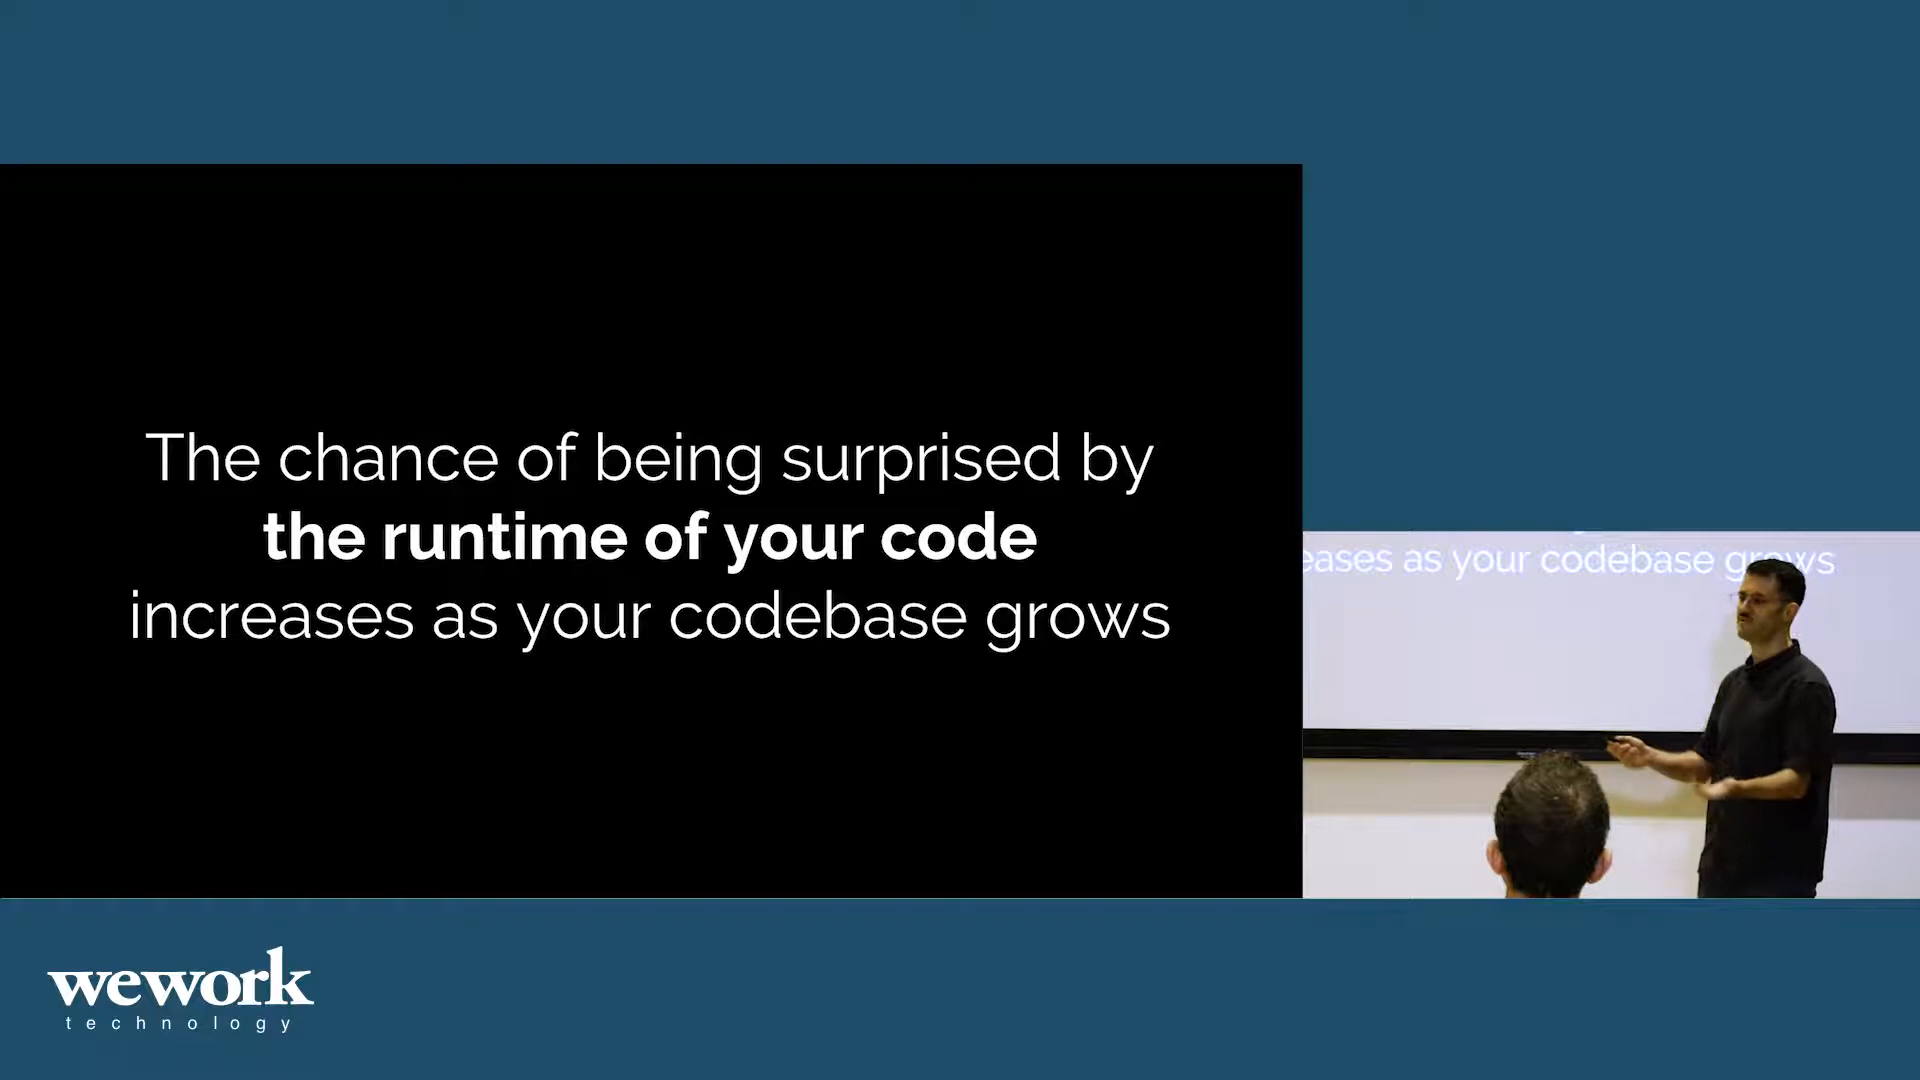 The chance of being surprised by
the runtime of your code
increases as your codebase grows
eases as your codebase grows
wework
technology